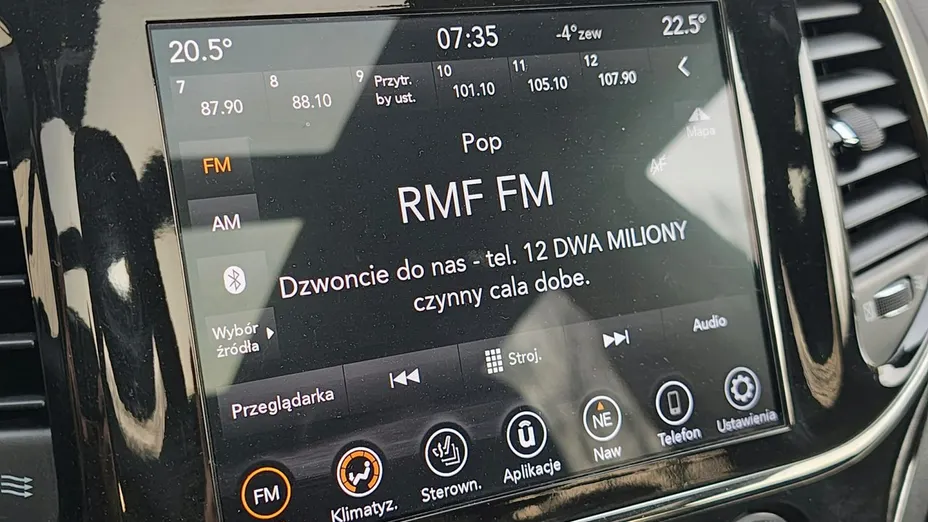 20.5° 07:35 -4°zew 22.5°
7 8 9 Przytr. by ust. 10 11 12
87.90 88.10 101.10 105.10 107.90
Pop
Mapa
FM
AF
RMF FM
AM
Dzwoncie do nas - tel. 12 DWA MILIONY
czynny cala dobe.
Wybór
źródła
Przeglądarka Stroj. Audio
FM Klimatyz. Sterown. Aplikacje NE Naw Telefon Ustawienia